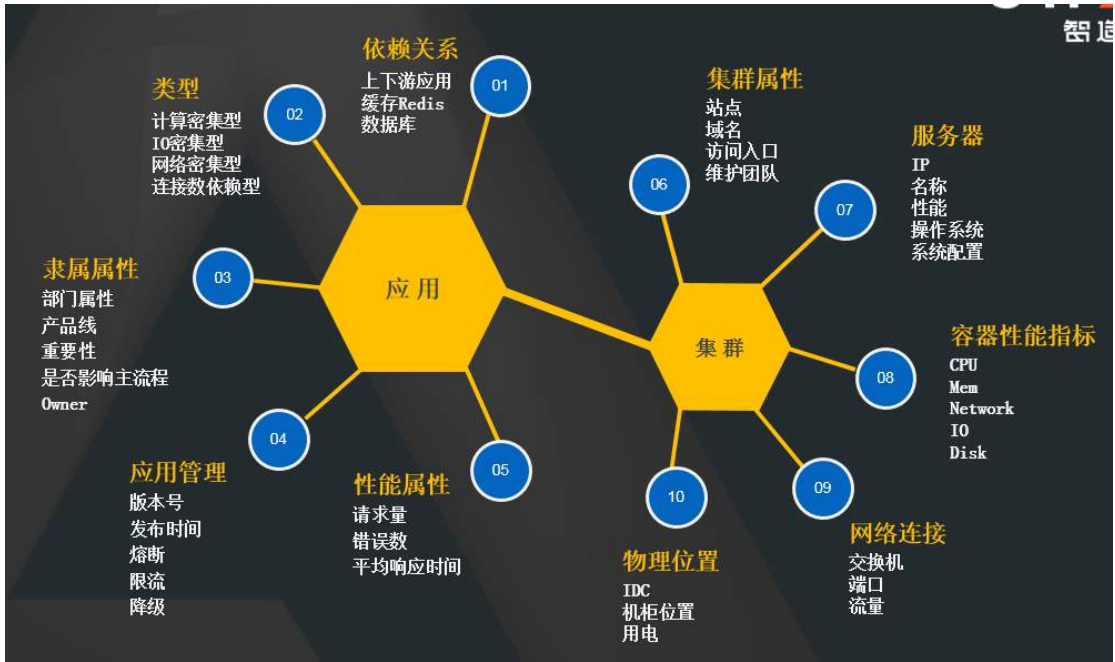 智造
依赖关系
上下游应用
缓存Redis
数据库
01
类型
计算密集型
IO密集型
网络密集型
连接数依赖型
02
隶属属性
部门属性
产品线
重要性
是否影响主流程
Owner
03
应用
04
应用管理
版本号
发布时间
熔断
限流
降级
05
性能属性
请求量
错误数
平均响应时间
集群属性
站点
域名
访问入口
维护团队
06
服务器
IP
名称
性能
操作系统
系统配置
07
集群
容器性能指标
CPU
Mem
Network
IO
Disk
08
09
网络连接
交换机
端口
流量
10
物理位置
IDC
机柜位置
用电